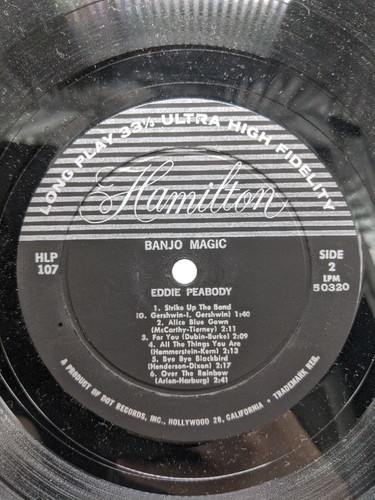 LONG PLAY 33⅓ ULTRA HIGH FIDELITY
Hamilton
BANJO MAGIC
HLP
107
SIDE
2
LPM
50320
EDDIE PEABODY
1. Strike Up The Band
(G. Gershwin-I. Gershwin) 1:40
2. Alice Blue Gown
(McCarthy-Tierney) 2:11
3. For You (Dubin-Burke) 2:09
4. All The Things You Are
(Hammerstein-Kern) 2:13
5. Bye Bye Blackbird
(Henderson-Dixon) 2:17
6. Over The Rainbow
(Arlen-Harburg) 2:41
A PRODUCT OF DOT RECORDS, INC., HOLLYWOOD 28, CALIFORNIA • TRADEMARK REG.